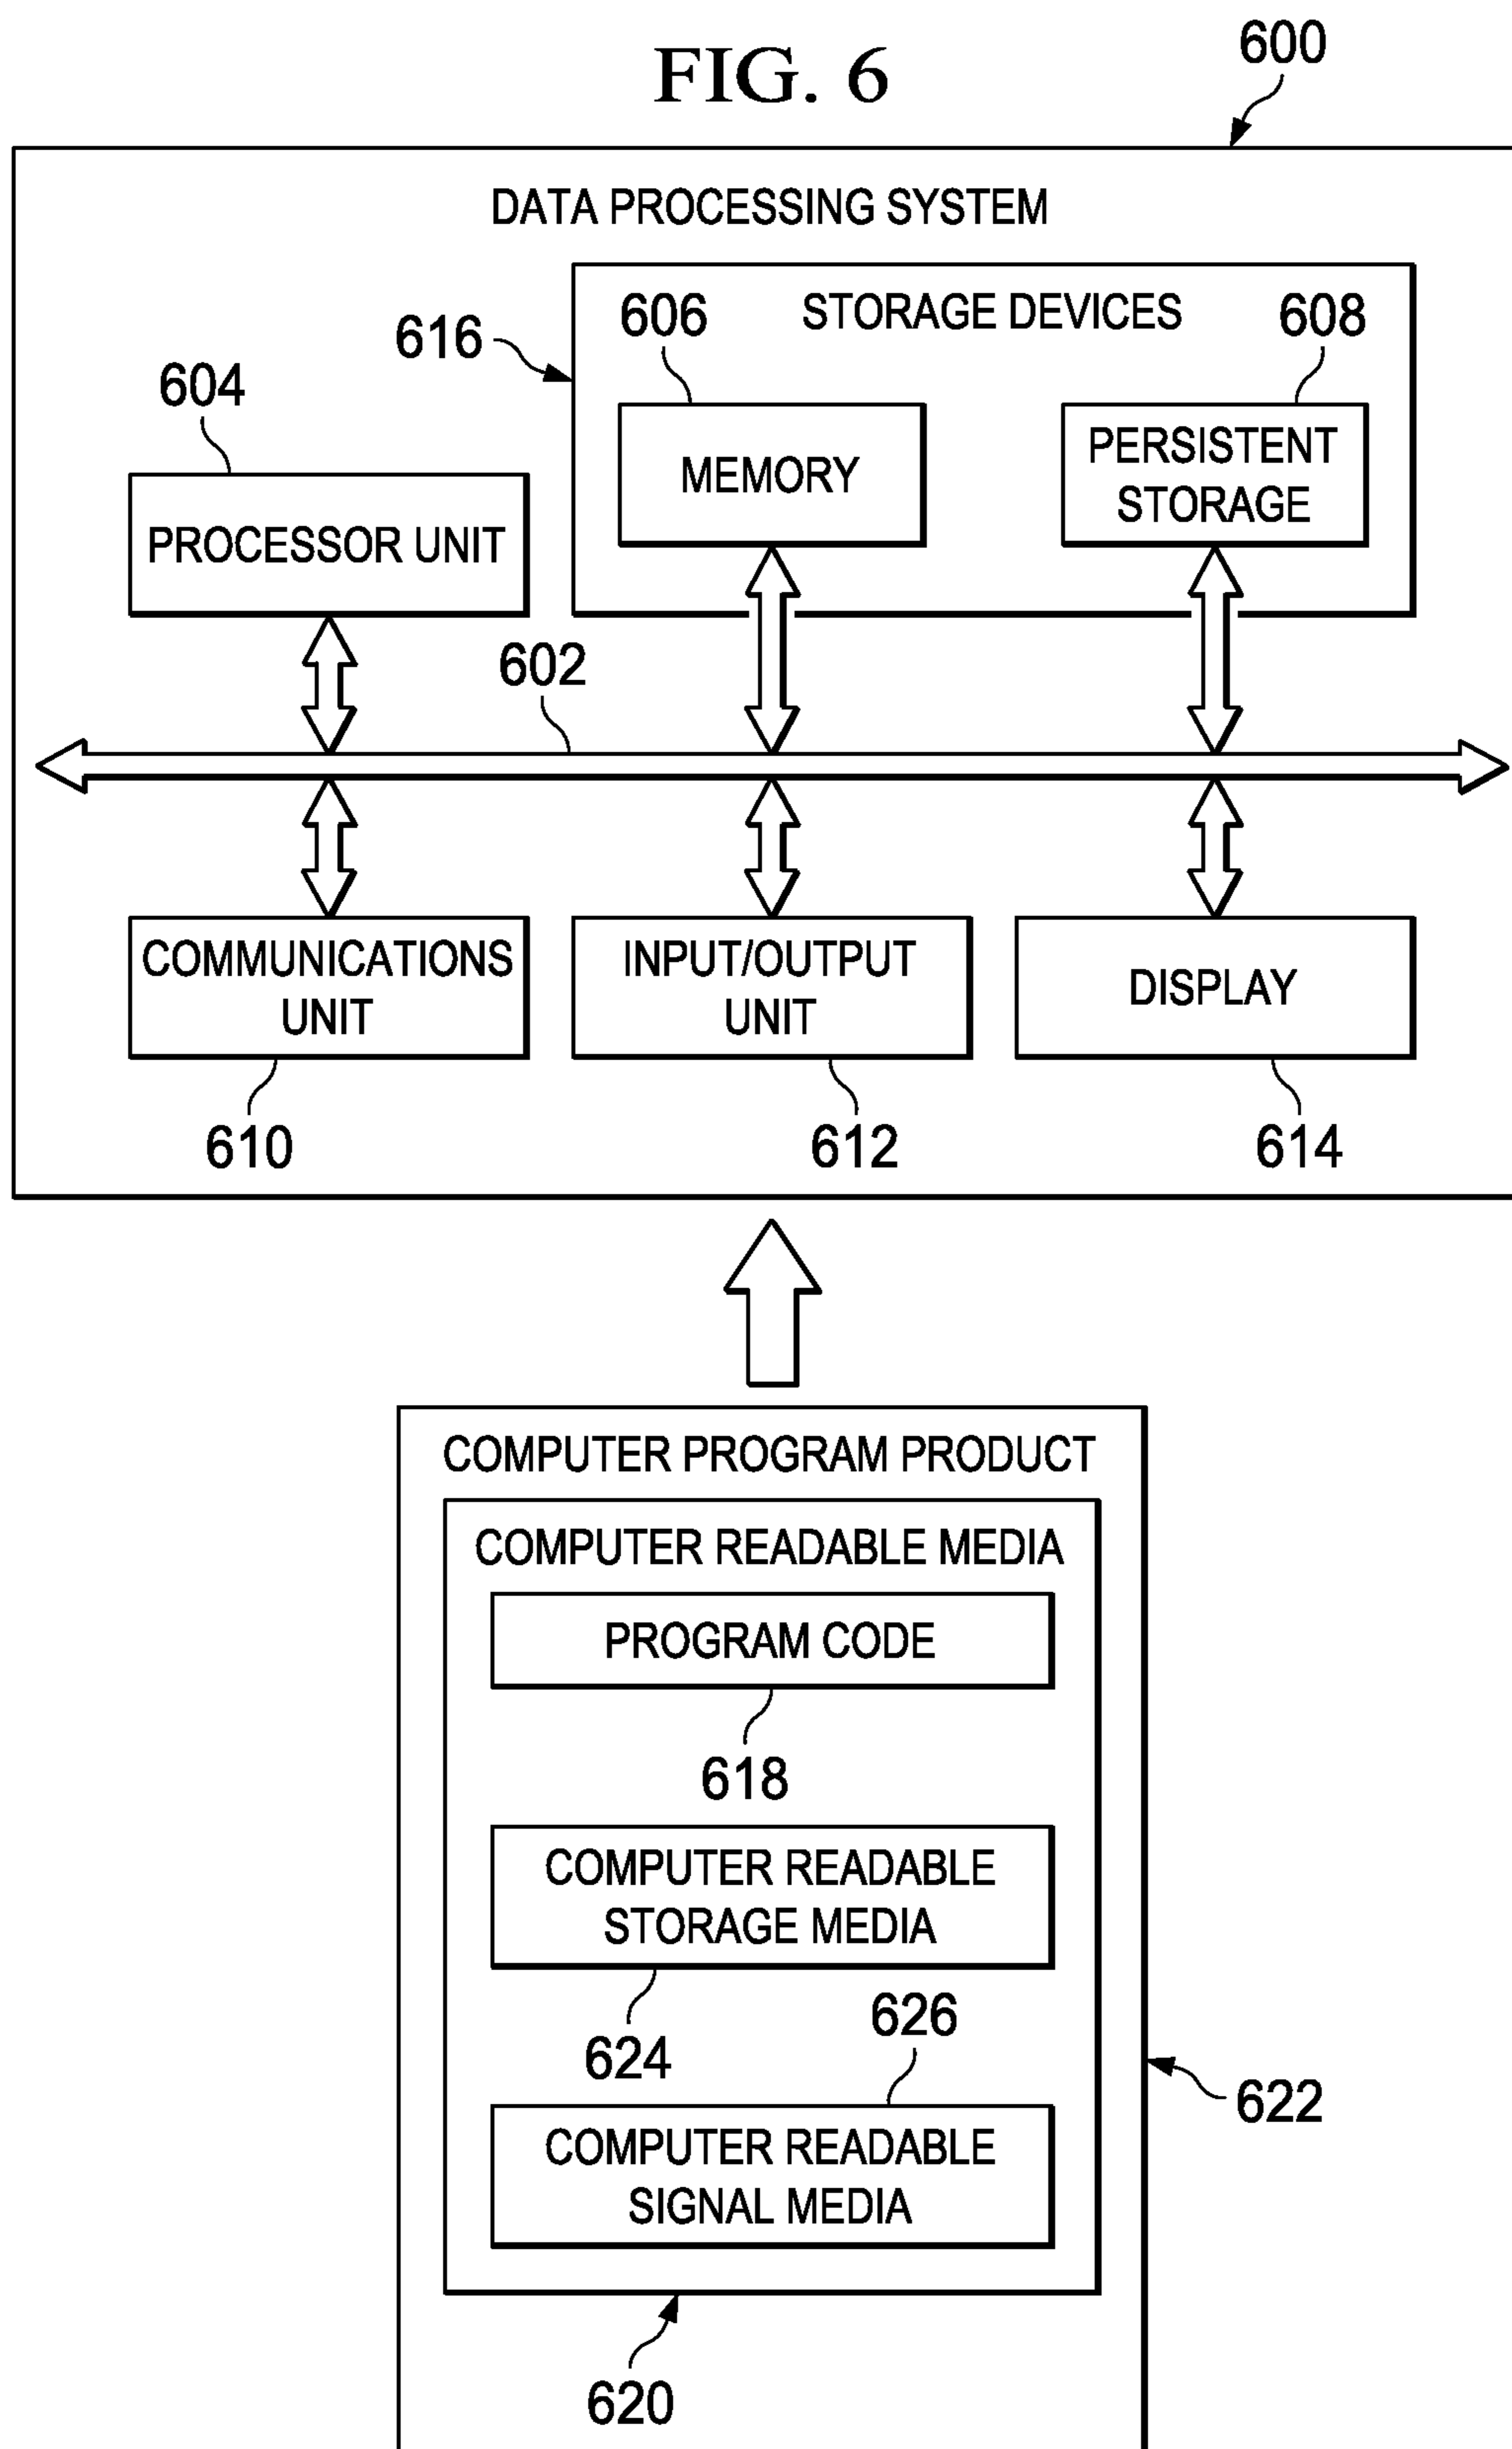 FIG. 6
600
DATA PROCESSING SYSTEM
616
606
STORAGE DEVICES
608
604
MEMORY
PERSISTENT
STORAGE
PROCESSOR UNIT
602
COMMUNICATIONS
UNIT
INPUT/OUTPUT
UNIT
DISPLAY
610
612
614
COMPUTER PROGRAM PRODUCT
COMPUTER READABLE MEDIA
PROGRAM CODE
618
COMPUTER READABLE
STORAGE MEDIA
624
626
622
COMPUTER READABLE
SIGNAL MEDIA
620